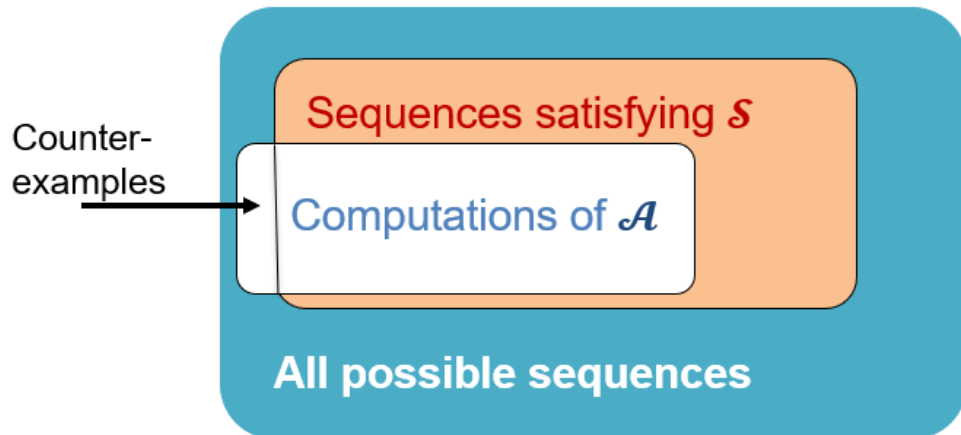 Sequences satisfying 𝓢
Counter-
examples
Computations of 𝓐
All possible sequences